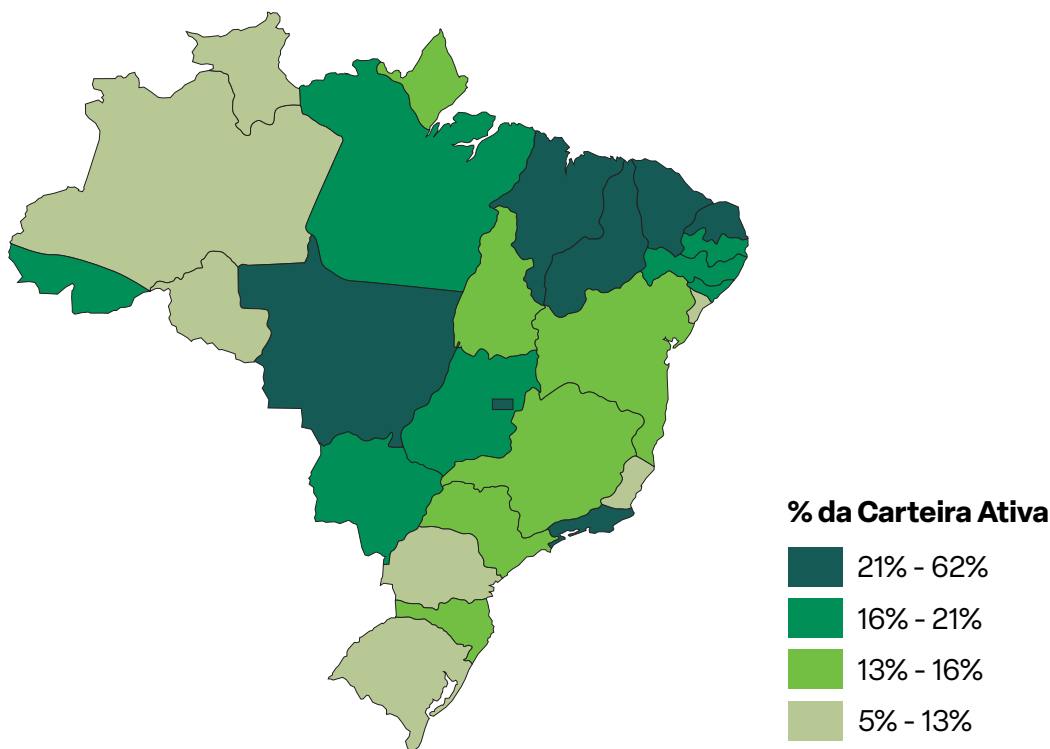 % da Carteira Ativa
21% - 62%
16% - 21%
13% - 16%
5% - 13%